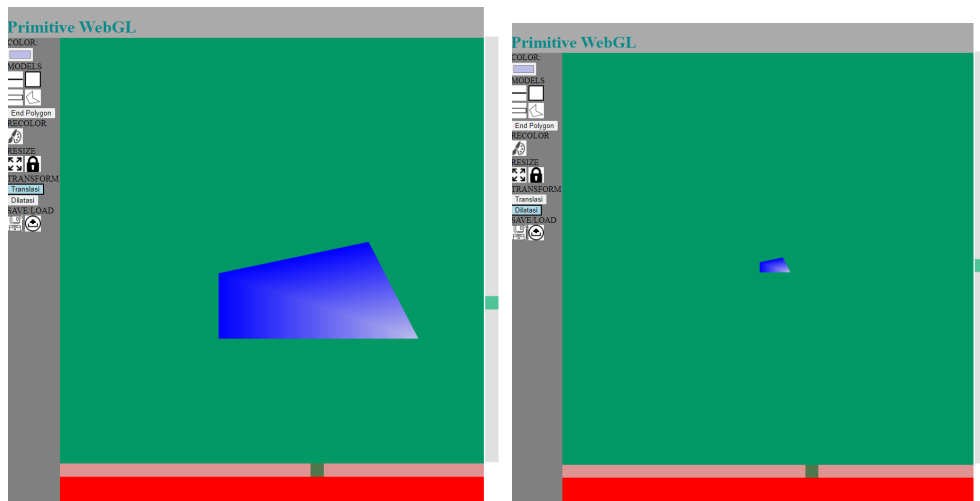 Primitive WebGL
COLOR:
MODELS
End Polygon
RECOLOR
RESIZE
TRANSFORM
Translasi
Dilatasi
SAVE/LOAD
Primitive WebGL
COLOR:
MODELS
End Polygon
RECOLOR
RESIZE
TRANSFORM
Translasi
Dilatasi
SAVE/LOAD